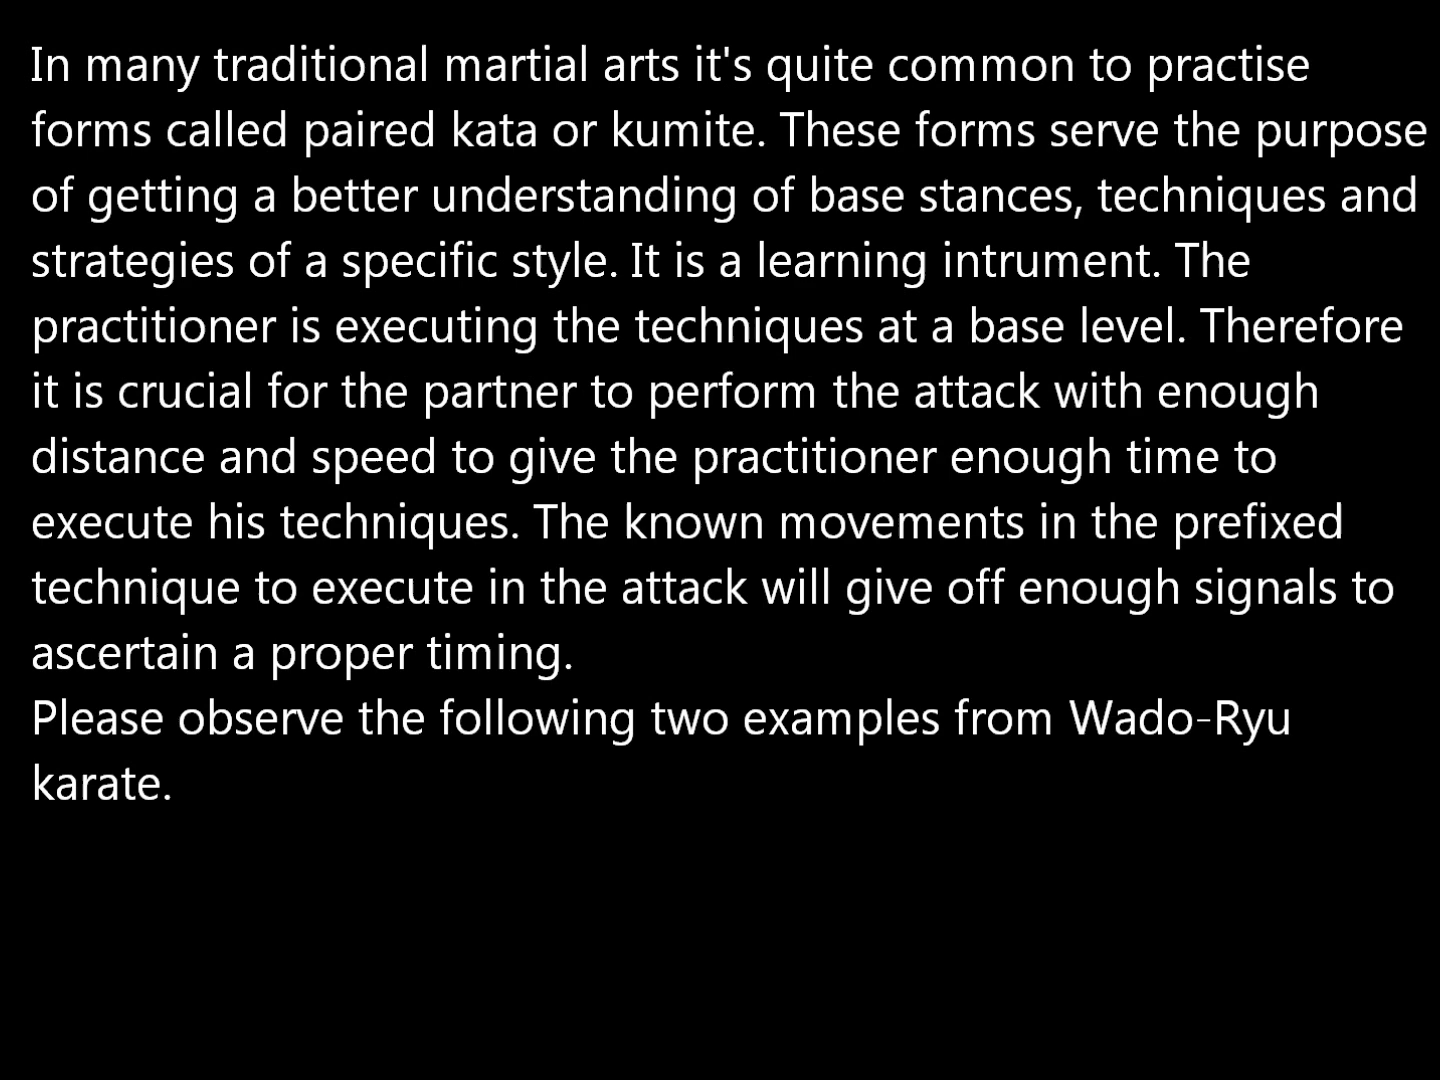 In many traditional martial arts it's quite common to practise
forms called paired kata or kumite. These forms serve the purpose
of getting a better understanding of base stances, techniques and
strategies of a specific style. It is a learning intrument. The
practitioner is executing the techniques at a base level. Therefore
it is crucial for the partner to perform the attack with enough
distance and speed to give the practitioner enough time to
execute his techniques. The known movements in the prefixed
technique to execute in the attack will give off enough signals to
ascertain a proper timing.
Please observe the following two examples from Wado-Ryu
karate.